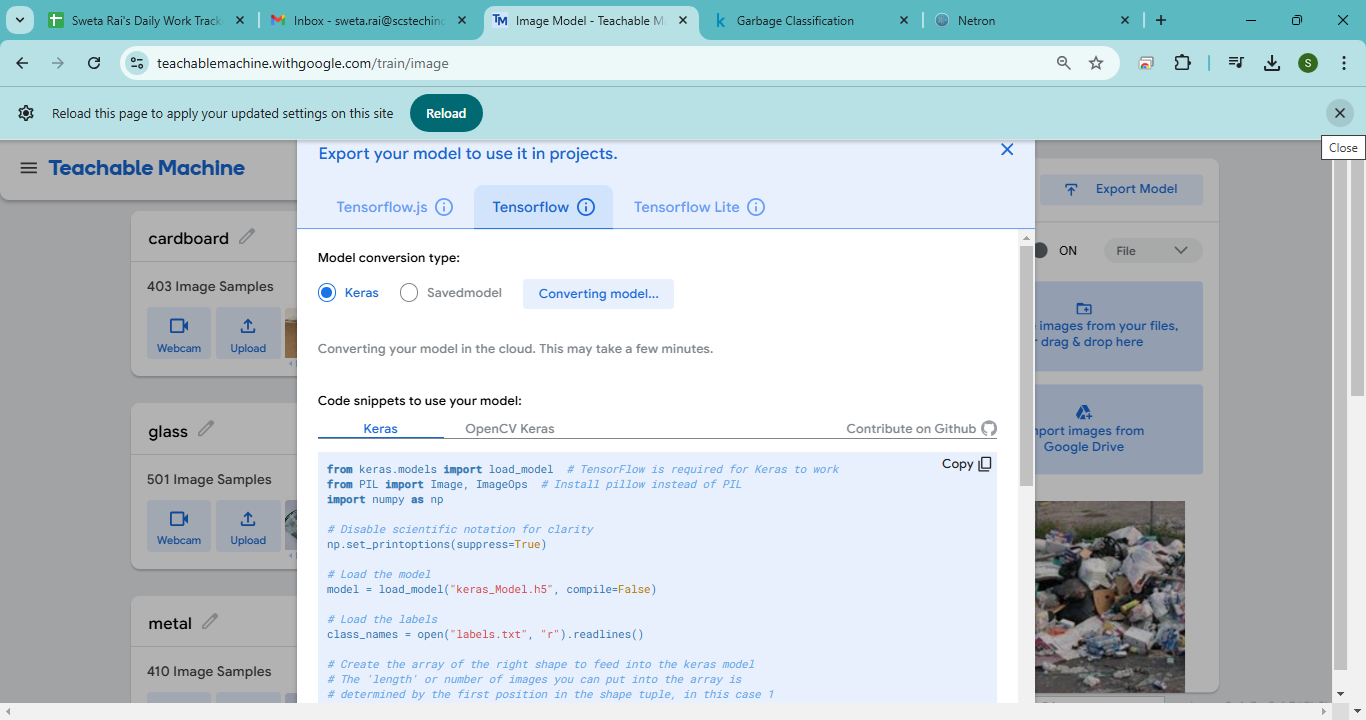 Sweta Rai's Daily Work Track
Inbox - sweta.rai@scstechinc
Image Model - Teachable M
Garbage Classification
Netron
teachablemachine.withgoogle.com/train/image
S
Reload this page to apply your updated settings on this site
Reload
Close
Teachable Machine
Export your model to use it in projects.
Export Model
Tensorflow.js
Tensorflow
Tensorflow Lite
cardboard
ON
File
Model conversion type:
403 Image Samples
Keras
Savedmodel
Converting model...
Webcam
Upload
images from your files,
drag & drop here
Converting your model in the cloud. This may take a few minutes.
Code snippets to use your model:
Keras
OpenCV Keras
Contribute on Github
glass
images from
Google Drive
Copy
from keras.models import load_model # TensorFlow is required for Keras to work
from PIL import Image, ImageOps # Install pillow instead of PIL
import numpy as np
501 Image Samples
Webcam
Upload
# Disable scientific notation for clarity
np.set_printoptions(suppress=True)
# Load the model
model = load_model("keras_Model.h5", compile=False)
# Load the labels
class_names = open("labels.txt", "r").readlines()
metal
410 Image Samples
# Create the array of the right shape to feed into the keras model
# The 'length' or number of images you can put into the array is
# determined by the first position in the shape tuple, in this case 1